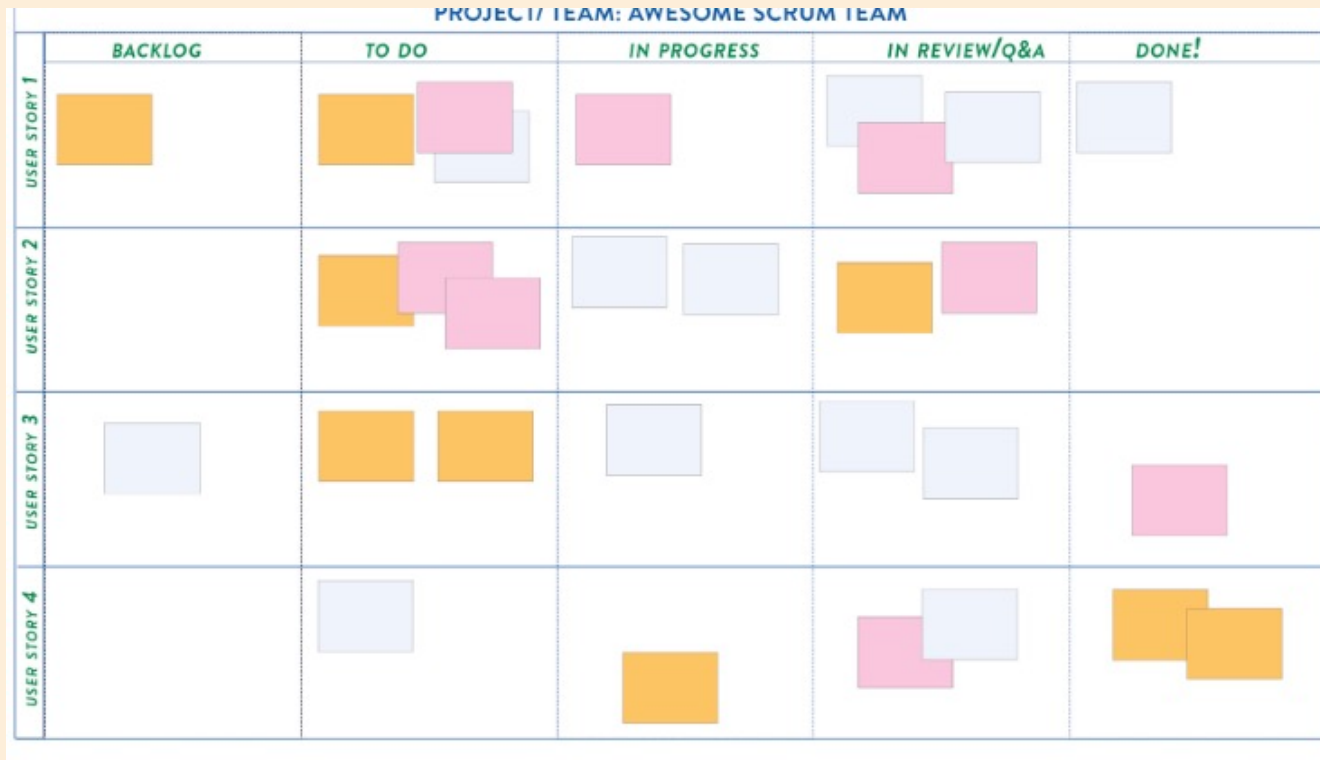 PROJECT/ TEAM: AWESOME SCRUM TEAM
BACKLOG TO DO IN PROGRESS IN REVIEW/Q&A DONE!
USER STORY 1
USER STORY 2
USER STORY 3
USER STORY 4